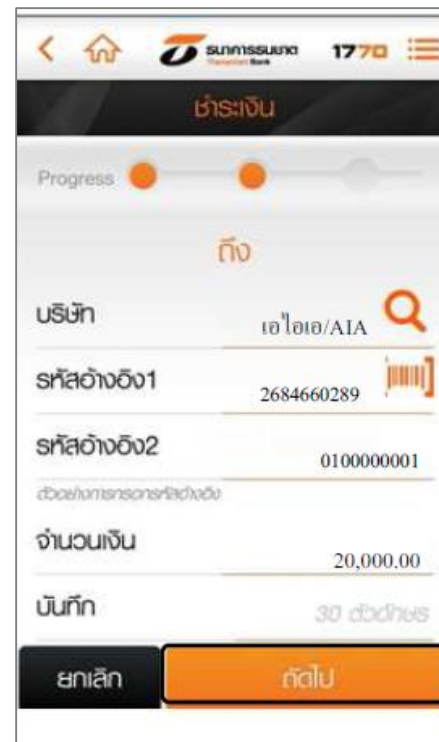 ธนาคารธนชาต 1770
Thanachart Bank
ชำระเงิน
Progress
ถึง
บริษัท เอไอเอ/AIA
รหัสอ้างอิง1 2684660289
รหัสอ้างอิง2 0100000001
ตัวอย่างการกรอกรหัสอ้างอิง
จำนวนเงิน 20,000.00
บันทึก 30 ตัวอักษร
ยกเลิก ถัดไป